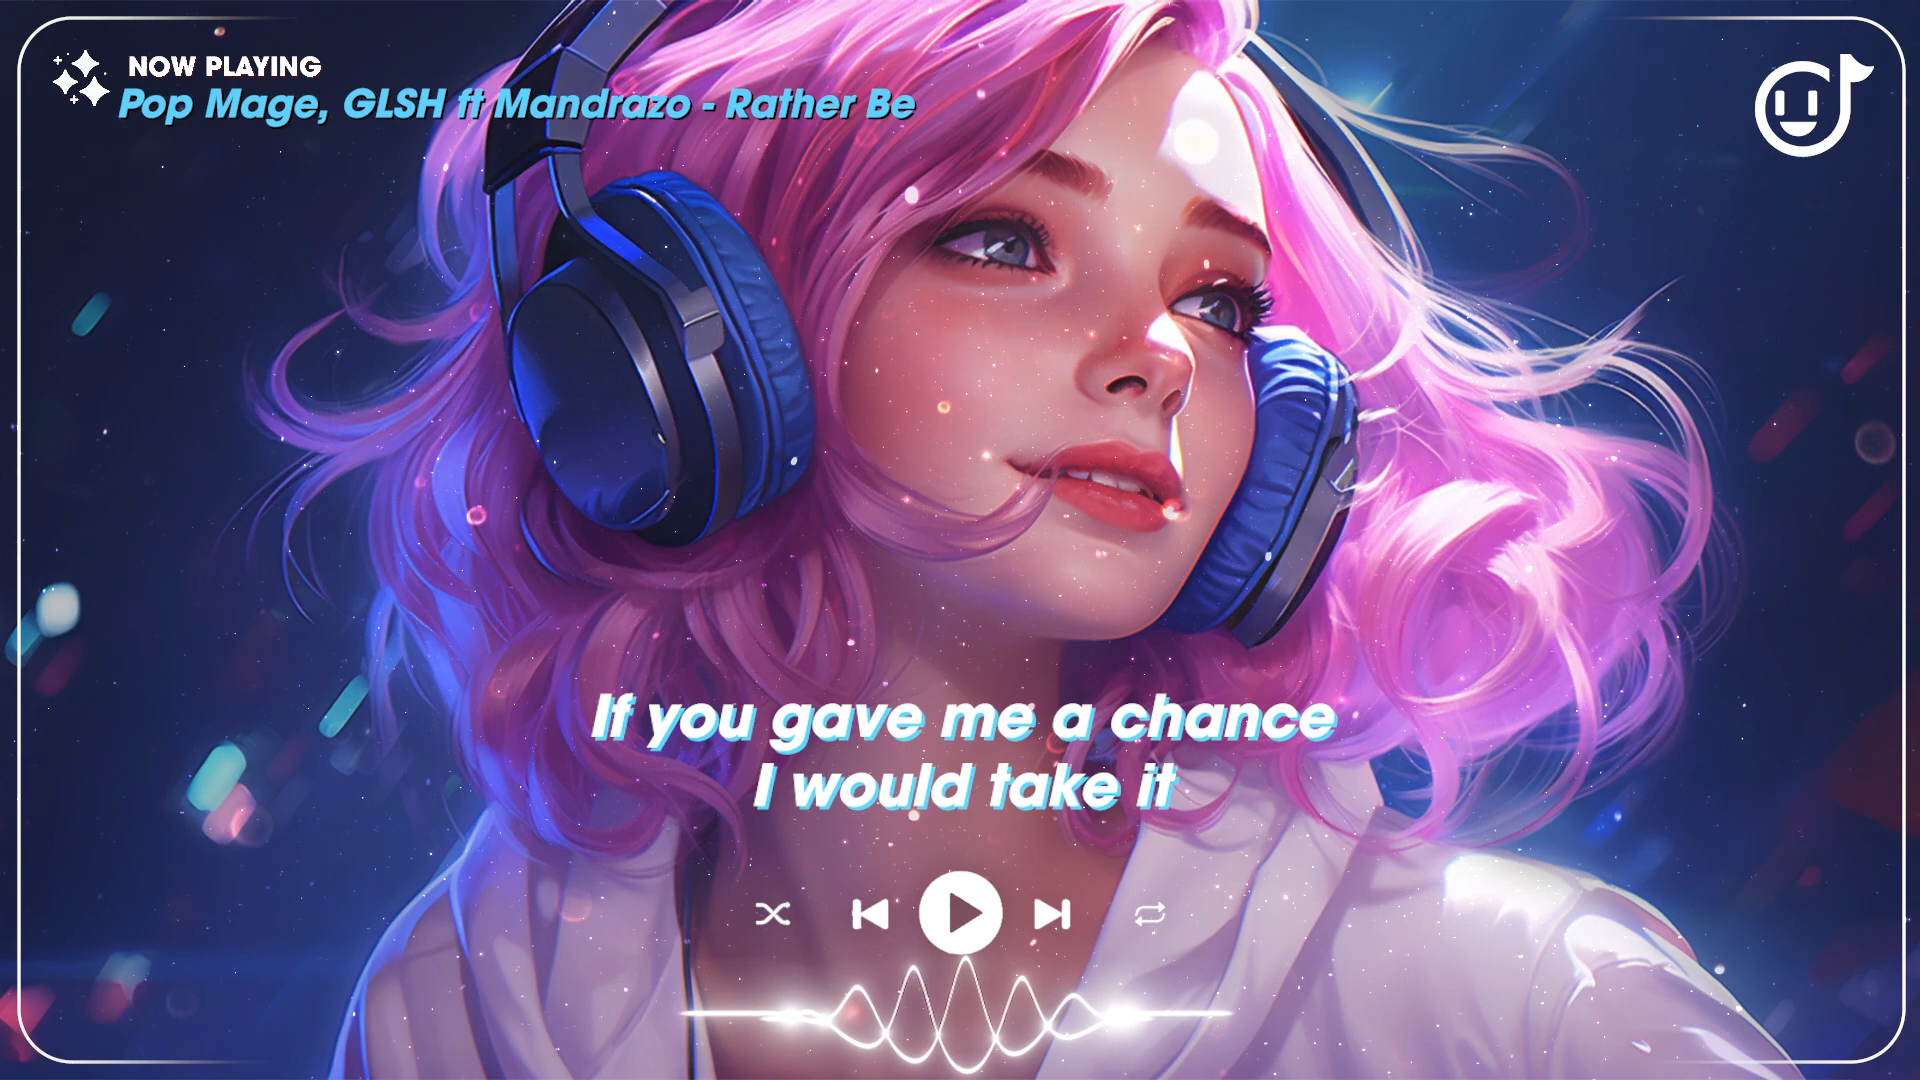 NOW PLAYING
Pop Mage, GLSH ft Mandrazo - Rather Be
If you gave me a chance
I would take it